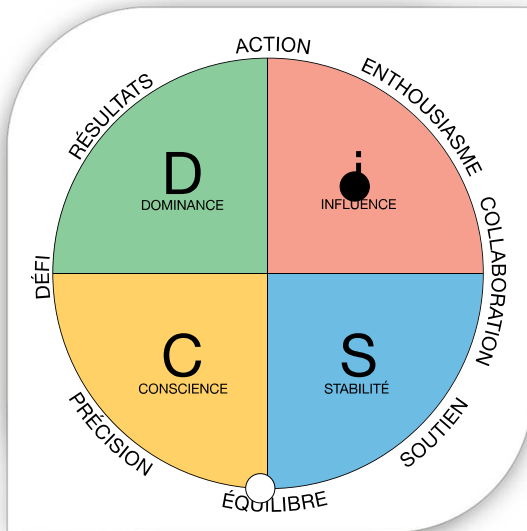 ACTION
RÉSULTATS
ENTHOUSIASME
D
DOMINANCE
i
INFLUENCE
DÉFI
COLLABORATION
C
CONSCIENCE
S
STABILITÉ
PRÉCISION
SOUTIEN
ÉQUILIBRE